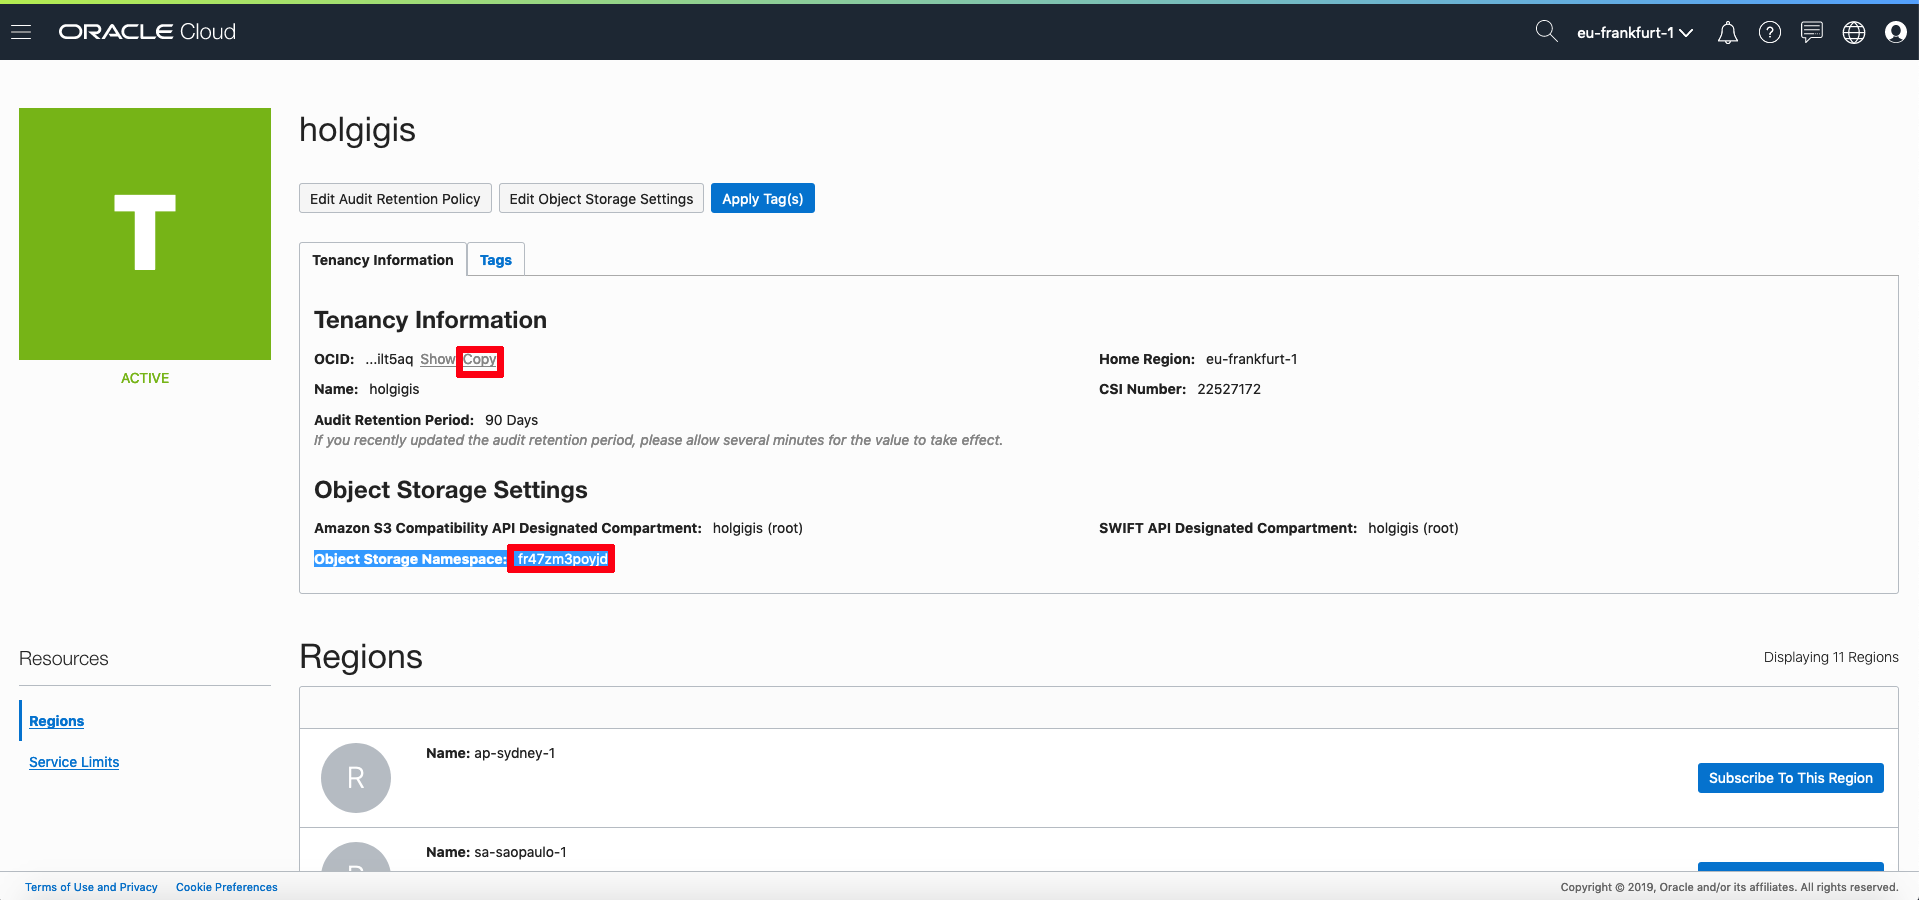 ORACLE Cloud
eu-frankfurt-1
T
ACTIVE
holgigis
Edit Audit Retention Policy
Edit Object Storage Settings
Apply Tag(s)
Tenancy Information
Tags
Tenancy Information
OCID: ...ilt5aq Show Copy
Home Region: eu-frankfurt-1
Name: holgigis
CSI Number: 22527172
Audit Retention Period: 90 Days
If you recently updated the audit retention period, please allow several minutes for the value to take effect.
Object Storage Settings
Amazon S3 Compatibility API Designated Compartment: holgigis (root)
SWIFT API Designated Compartment: holgigis (root)
Object Storage Namespace: fr47zm3poyjd
Resources
Regions
Service Limits
Regions
Displaying 11 Regions
R
Name: ap-sydney-1
Subscribe To This Region
Name: sa-saopaulo-1
Terms of Use and Privacy
Cookie Preferences
Copyright © 2019, Oracle and/or its affiliates. All rights reserved.